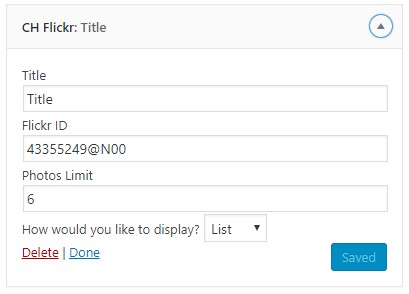 CH Flickr: Title
Title
Title
Flickr ID
43355249@N00
Photos Limit
6
How would you like to display? List
Delete | Done
Saved